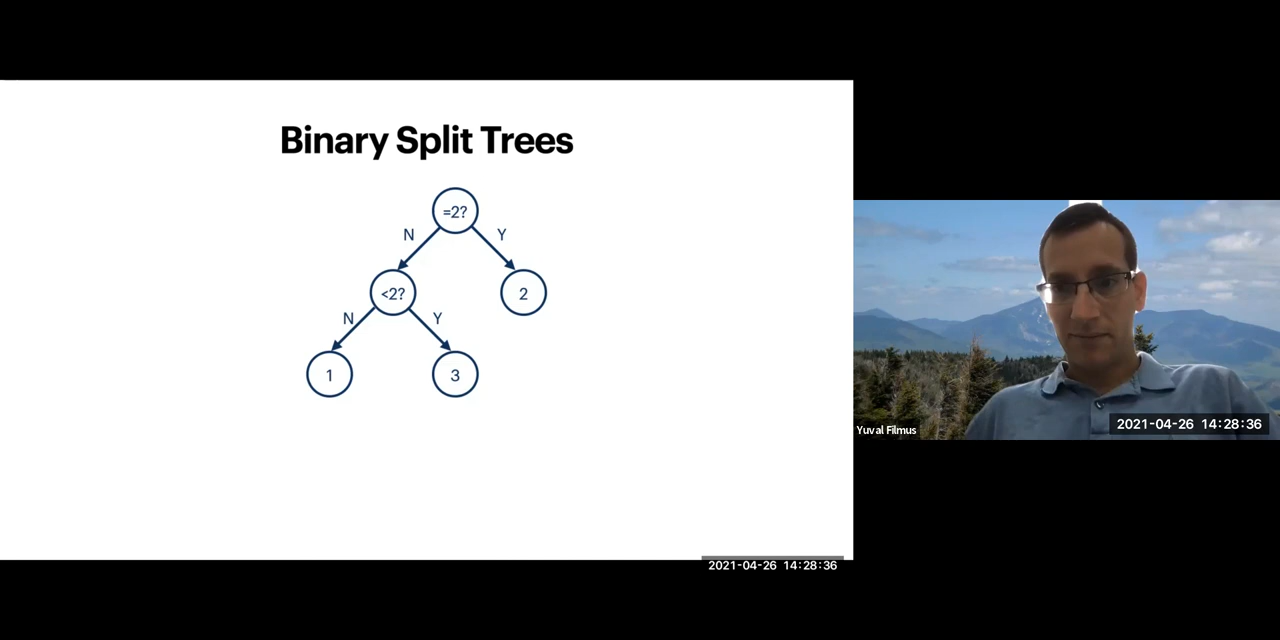 Binary Split Trees
=2?
N
Y
<2?
2
N
Y
1
3
Yuval Filmus
2021-04-26 14:28:36
2021-04-26 14:28:36